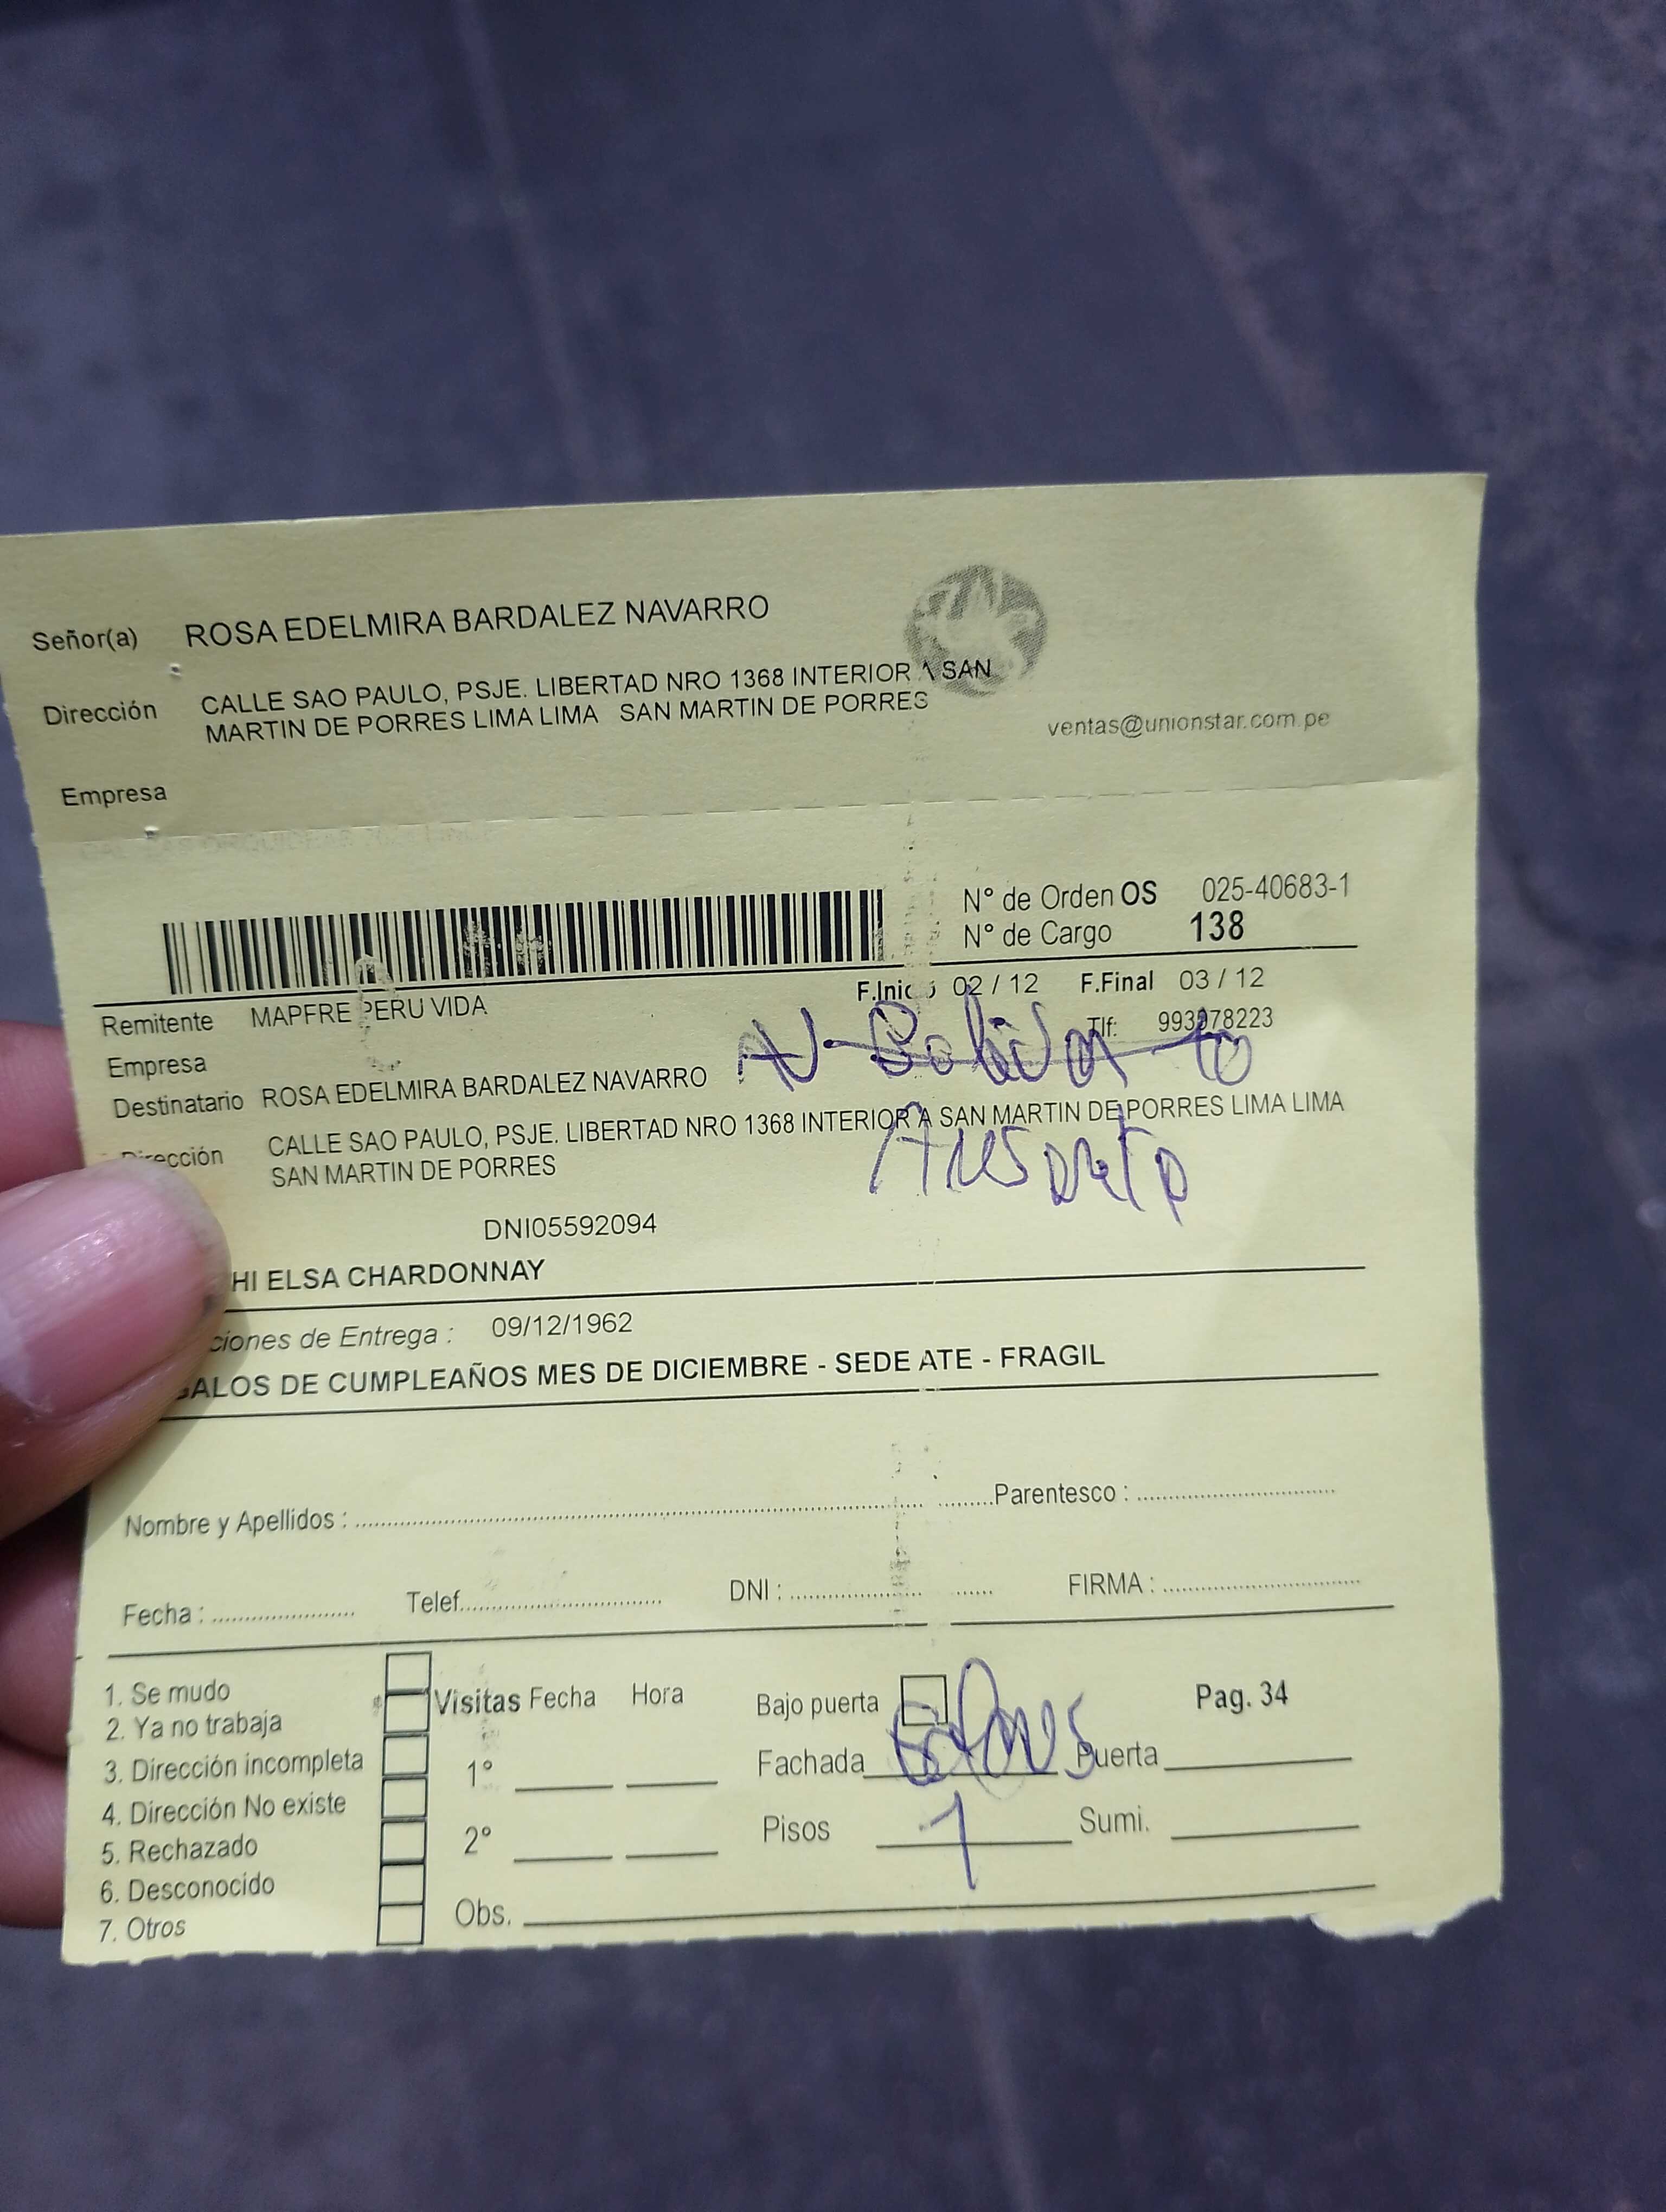 Señor(a) ROSA EDELMIRA BARDALEZ NAVARRO
Dirección CALLE SAO PAULO, PSJE. LIBERTAD NRO 1368 INTERIOR A SAN
MARTIN DE PORRES LIMA LIMA SAN MARTIN DE PORRES
ventas@unionstar.com.pe
Empresa
N° de Orden OS 025-40683-1
N° de Cargo 138
F.Inicio 02 / 12 F.Final 03 / 12
Remitente MAPFRE PERU VIDA
Tlf: 993978223
Empresa
Destinatario ROSA EDELMIRA BARDALEZ NAVARRO
Dirección CALLE SAO PAULO, PSJE. LIBERTAD NRO 1368 INTERIOR A SAN MARTIN DE PORRES LIMA LIMA
SAN MARTIN DE PORRES
DNI05592094
HI ELSA CHARDONNAY
ciones de Entrega : 09/12/1962
GALOS DE CUMPLEAÑOS MES DE DICIEMBRE - SEDE ATE - FRAGIL
Nombre y Apellidos : Parentesco :
Fecha : Telef. DNI : FIRMA :
1. Se mudo
2. Ya no trabaja
3. Dirección incompleta
4. Dirección No existe
5. Rechazado
6. Desconocido
7. Otros
Visitas Fecha Hora
1°
2°
Obs.
Bajo puerta Pag. 34
Fachada Puerta
Pisos 1 Sumi.